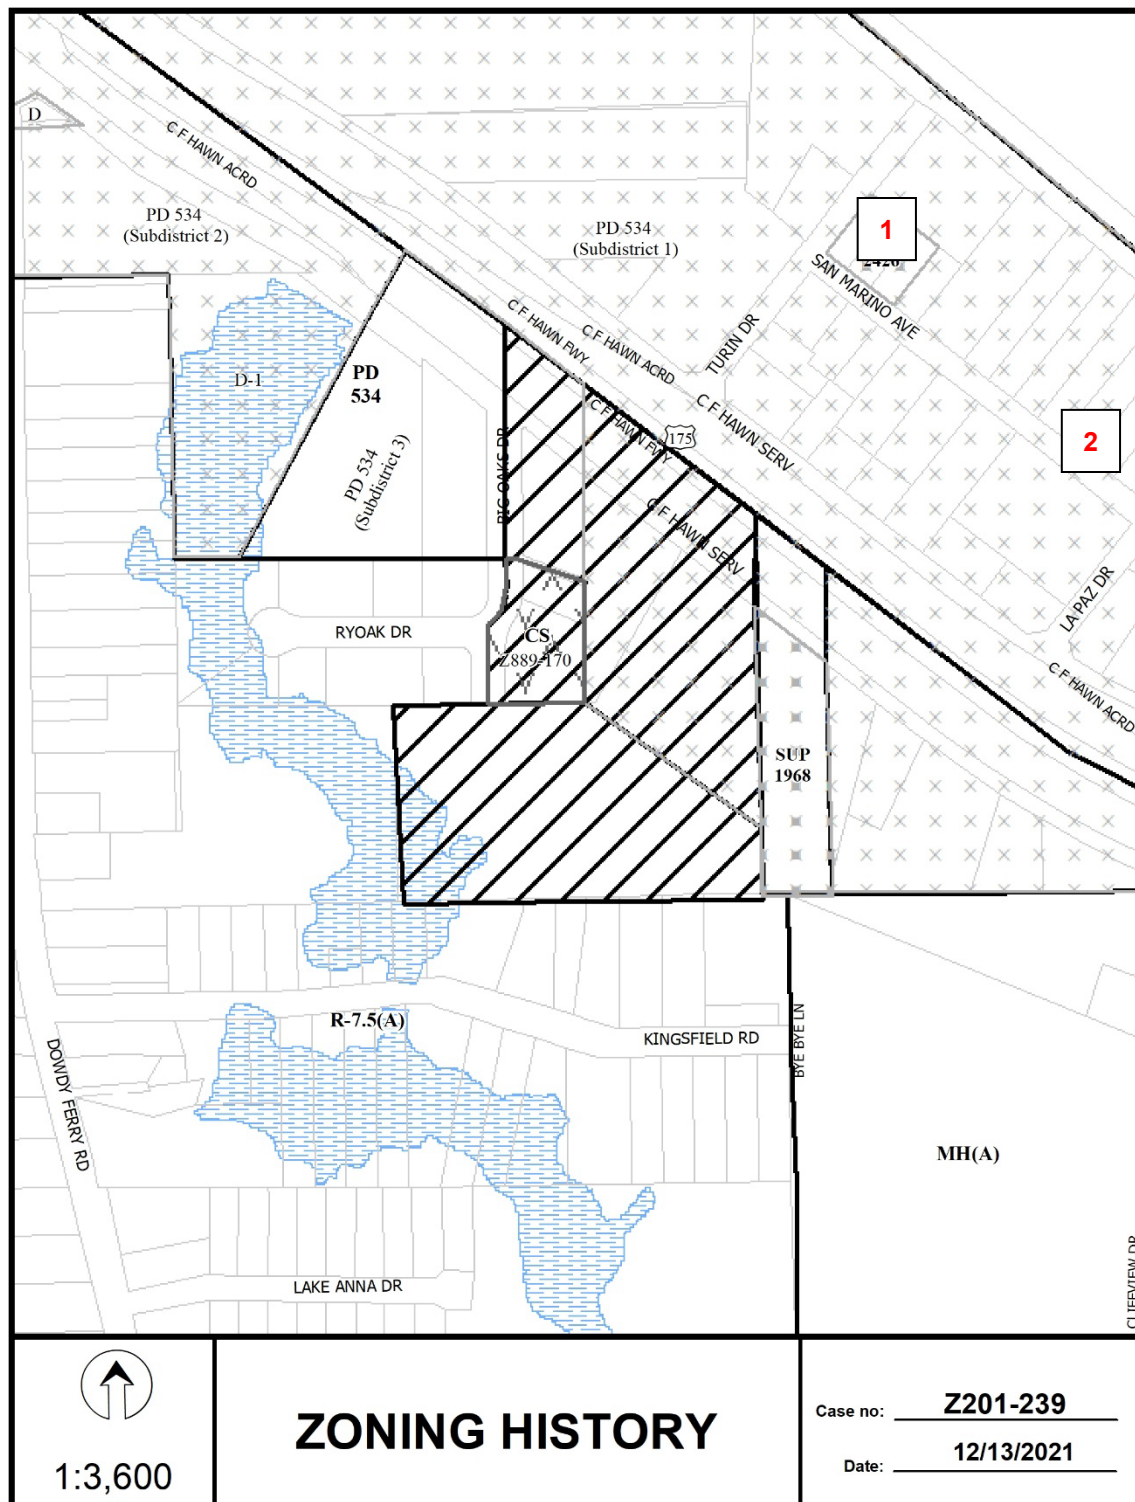 D
C F HAWN ACRD
PD 534
(Subdistrict 2)
PD 534
(Subdistrict 1)
1
2426
SAN MARINO AVE
TURIN DR
C F HAWN FWY
C F HAWN ACRD
D-1
PD
534
C F HAWN FWY
175
C F HAWN SERV
2
PD 534
(Subdistrict 3)
BIG OAKS DR
C F HAWN SERV
LA PAZ DR
RYOAK DR
CS
Z889-170
C F HAWN ACRD
SUP
1968
R-7.5(A)
KINGSFIELD RD
BYE BYE LN
DOWDY FERRY RD
MH(A)
LAKE ANNA DR
CLIFFVIEW DR
1:3,600
ZONING HISTORY
Case no: Z201-239
Date: 12/13/2021